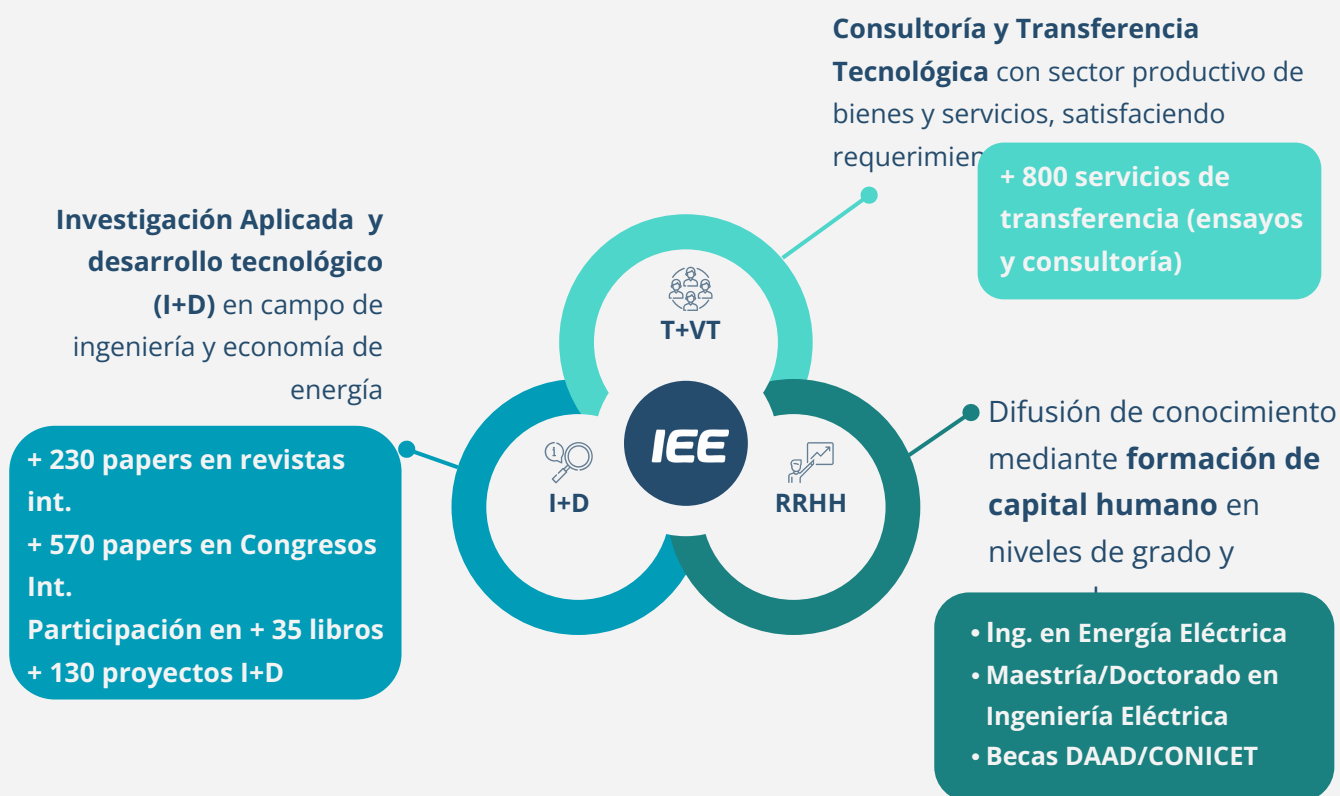 Consultoría y Transferencia
Tecnológica con sector productivo de
bienes y servicios, satisfaciendo
+ 800 servicios de
transferencia (ensayos
y consultoría)
Investigación Aplicada y
desarrollo tecnológico
(I+D) en campo de
ingeniería y economía de
energía
+ 230 papers en revistas
int.
+ 570 papers en Congresos
Int.
Participación en + 35 libros
+ 130 proyectos I+D
T+VT
IEE
I+D
RRHH
Difusión de conocimiento
mediante formación de
capital humano en
niveles de grado y
• Ing. en Energía Eléctrica
• Maestría/Doctorado en
Ingeniería Eléctrica
• Becas DAAD/CONICET